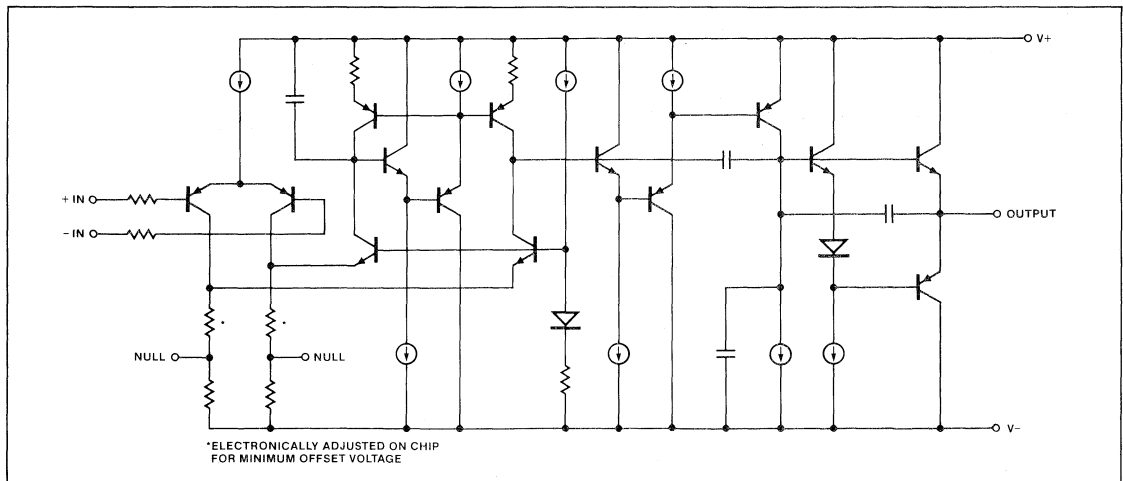 V+
+ IN
- IN
OUTPUT
*
*
NULL
NULL
V-
*ELECTRONICALLY ADJUSTED ON CHIP
FOR MINIMUM OFFSET VOLTAGE